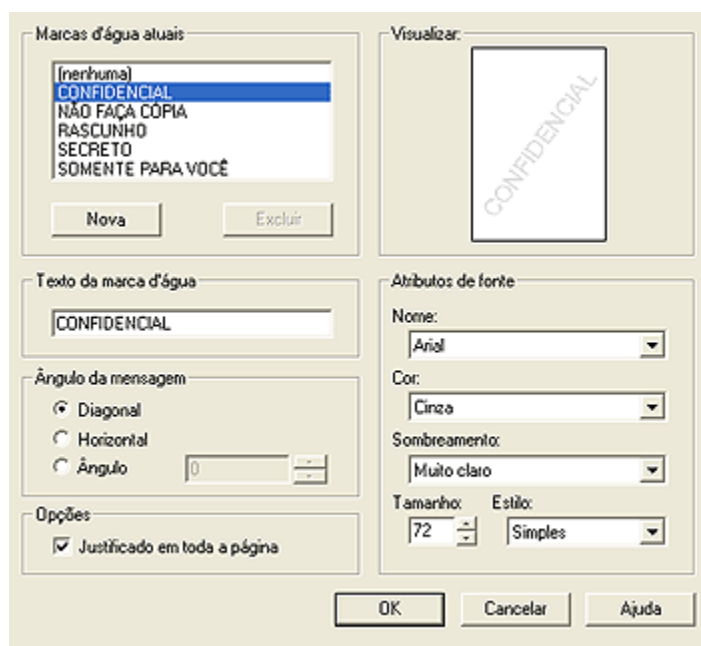 Marcas d'água atuais
(nenhuma)
CONFIDENCIAL
NÃO FAÇA CÓPIA
RASCUNHO
SECRETO
SOMENTE PARA VOCÊ
Nova
Excluir
Visualizar:
CONFIDENCIAL
Texto da marca d'água
CONFIDENCIAL
Ângulo da mensagem
Diagonal
Horizontal
Ângulo
0
Opções
Justificado em toda a página
Atributos de fonte
Nome:
Arial
Cor:
Cinza
Sombreamento:
Muito claro
Tamanho: Estilo:
72 Simples
OK Cancelar Ajuda